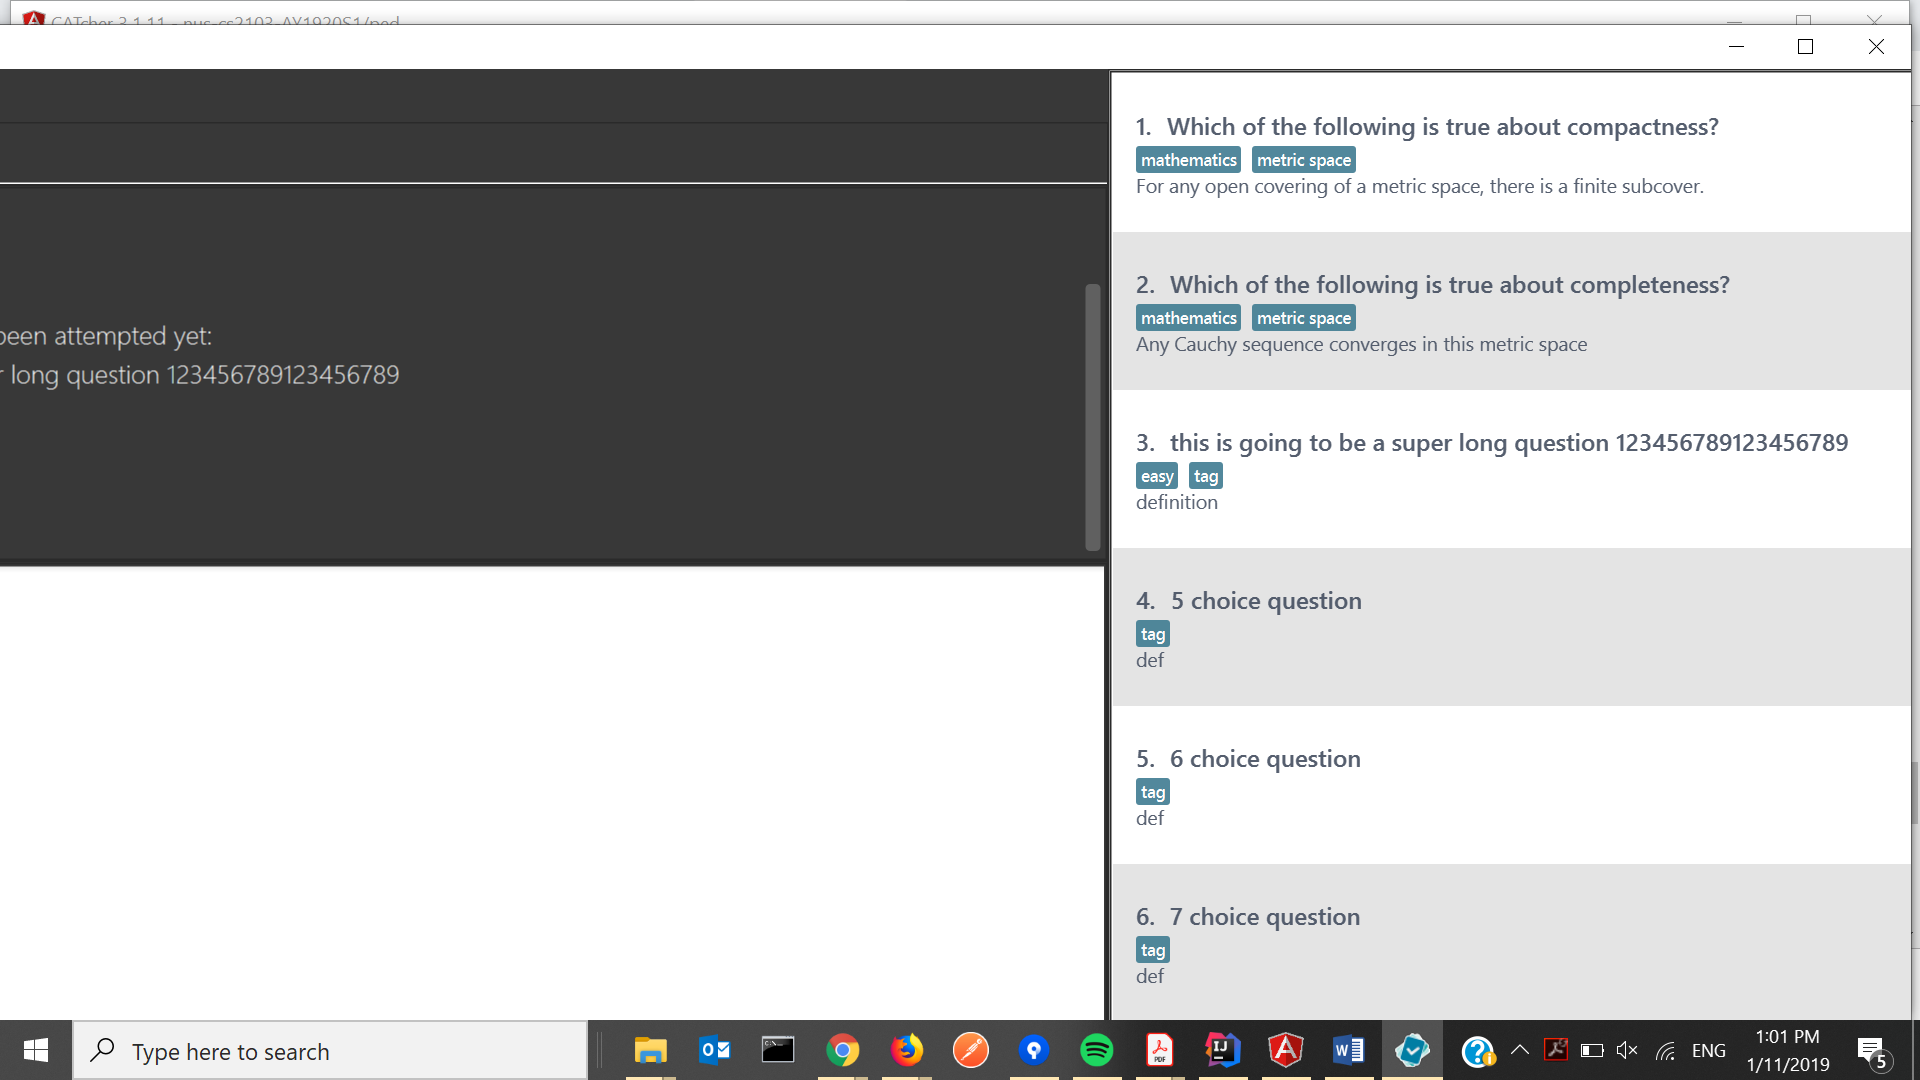 CATcher 3.1.11 - nus-cs2103-AY1920S1/ped
been attempted yet:
long question 123456789123456789
1. Which of the following is true about compactness?
mathematics metric space
For any open covering of a metric space, there is a finite subcover.
2. Which of the following is true about completeness?
mathematics metric space
Any Cauchy sequence converges in this metric space
3. this is going to be a super long question 123456789123456789
easy tag
definition
4. 5 choice question
tag
def
5. 6 choice question
tag
def
6. 7 choice question
tag
def
Type here to search
ENG
1:01 PM
1/11/2019
5